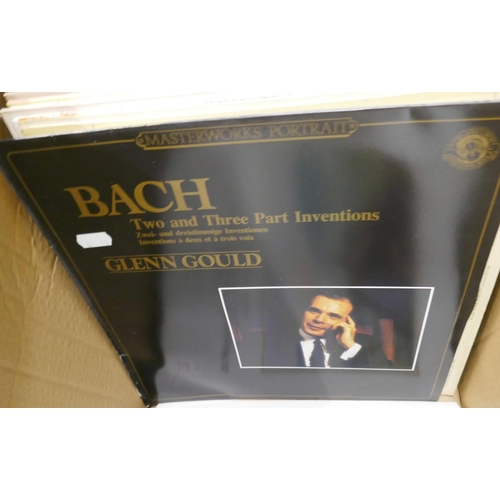 MASTERWORKS PORTRAIT
BACH
Two and Three Part Inventions
Zwei- und dreistimmige Inventionen
Inventions à deux et à trois voix
GLENN GOULD